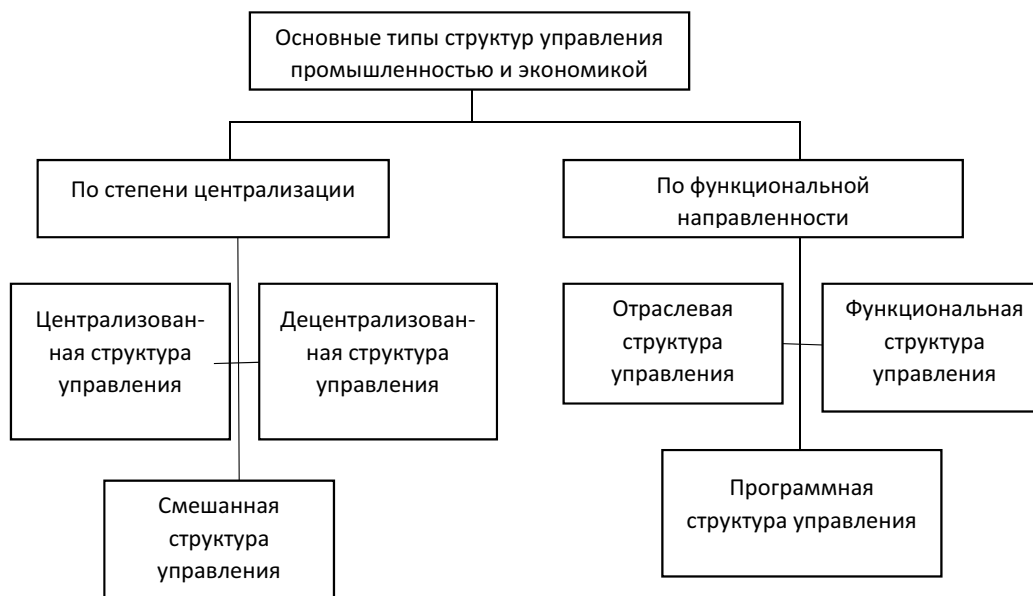 Основные типы структур управления
промышленностью и экономикой
По степени централизации
По функциональной
направленности
Централизован-
ная структура
управления
Децентрализован-
ная структура
управления
Отраслевая
структура
управления
Функциональная
структура
управления
Смешанная
структура
управления
Программная
структура управления